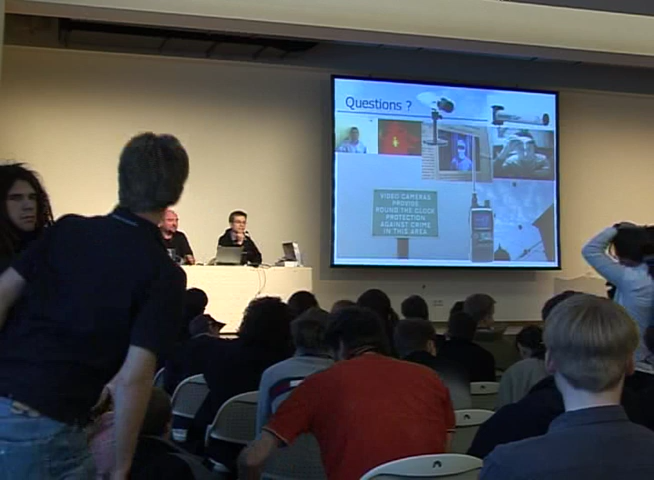 Questions ?
VIDEO CAMERAS
PROVIDE
ROUND THE CLOCK
PROTECTION
AGAINST CRIME
IN THIS AREA